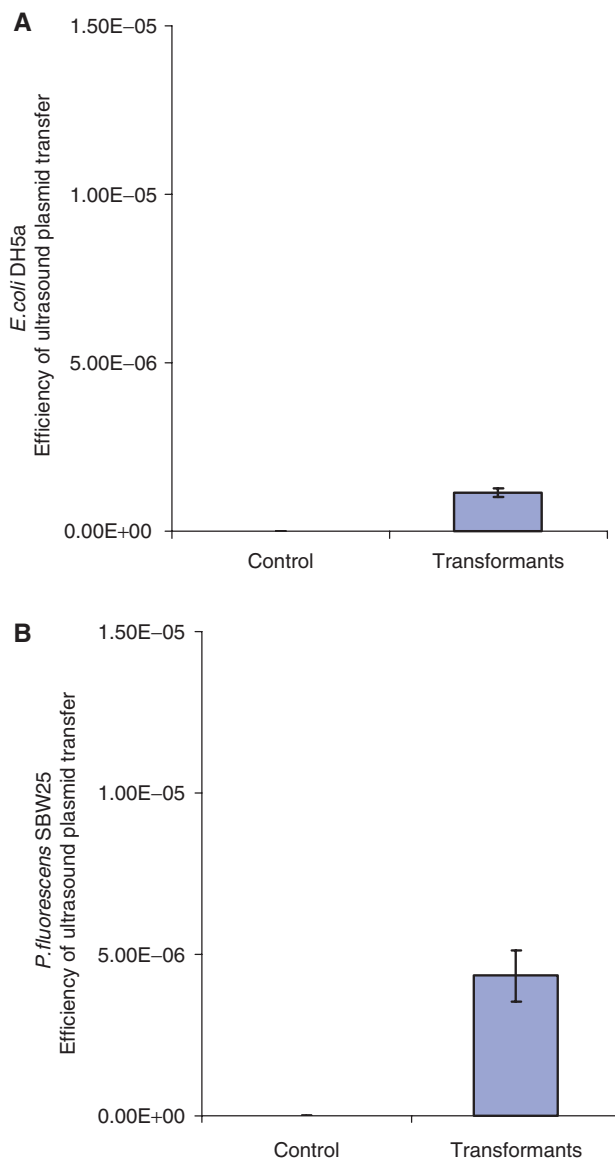 A
1.50E−05
1.00E−05
5.00E−06
0.00E+00
E.coli DH5a
Efficiency of ultrasound plasmid transfer
Control Transformants
B
1.50E−05
1.00E−05
5.00E−06
0.00E+00
P.fluorescens SBW25
Efficiency of ultrasound plasmid transfer
Control Transformants